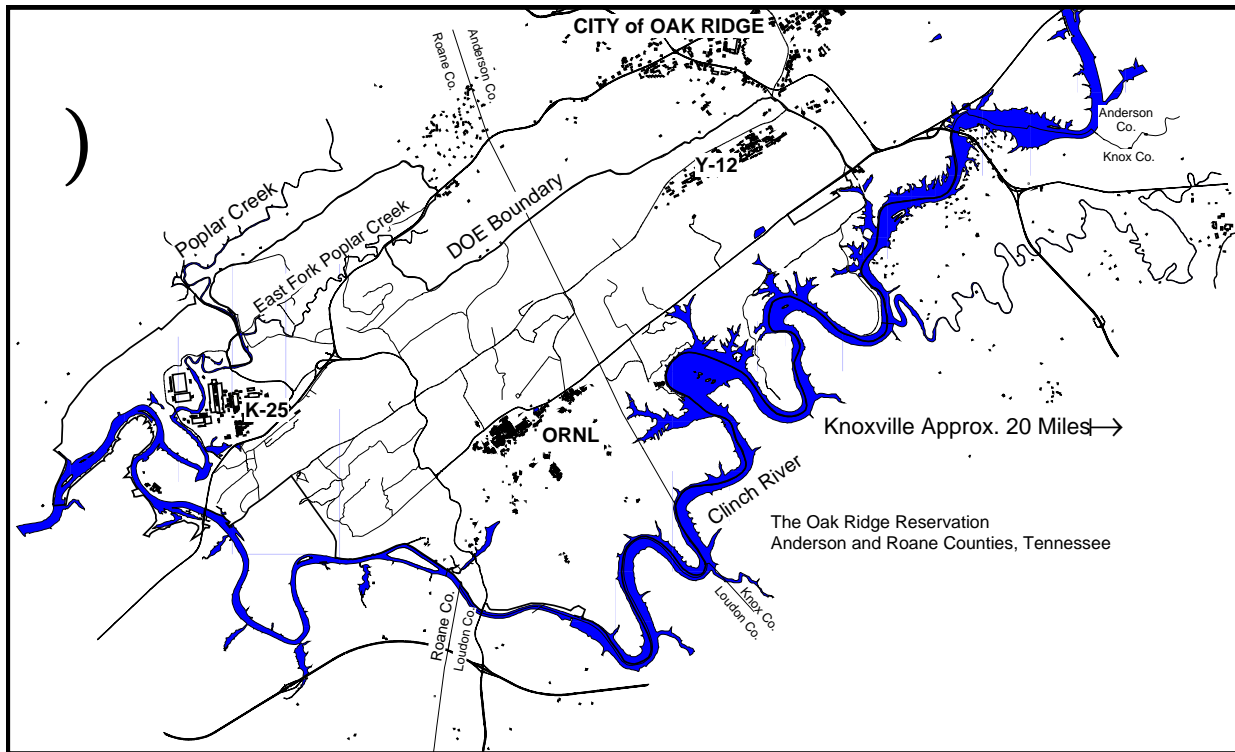 CITY of OAK RIDGE
Anderson Co.
Roane Co.
)
Anderson
Co.
Knox Co.
Y-12
Poplar Creek
East Fork Poplar Creek
DOE Boundary
K-25
ORNL
Knoxville Approx. 20 Miles
Clinch River
The Oak Ridge Reservation
Anderson and Roane Counties, Tennessee
Knox Co.
Loudon Co.
Roane Co.
Loudon Co.